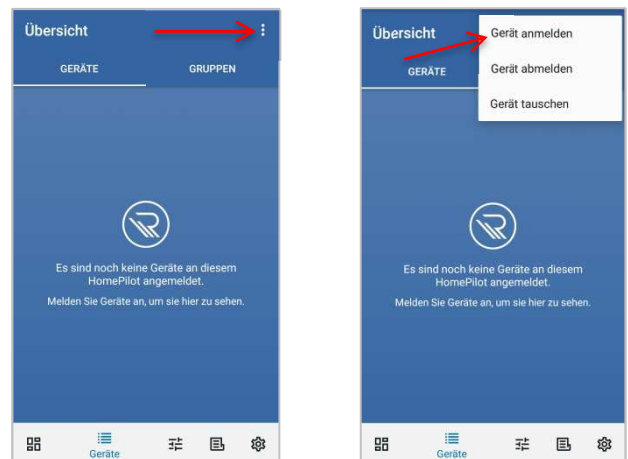 Übersicht
GERÄTE GRUPPEN
Es sind noch keine Geräte an diesem
HomePilot angemeldet.
Melden Sie Geräte an, um sie hier zu sehen.
Geräte
Übersicht
Gerät anmelden
GERÄTE
Gerät abmelden
Gerät tauschen
Es sind noch keine Geräte an diesem
HomePilot angemeldet.
Melden Sie Geräte an, um sie hier zu sehen.
Geräte